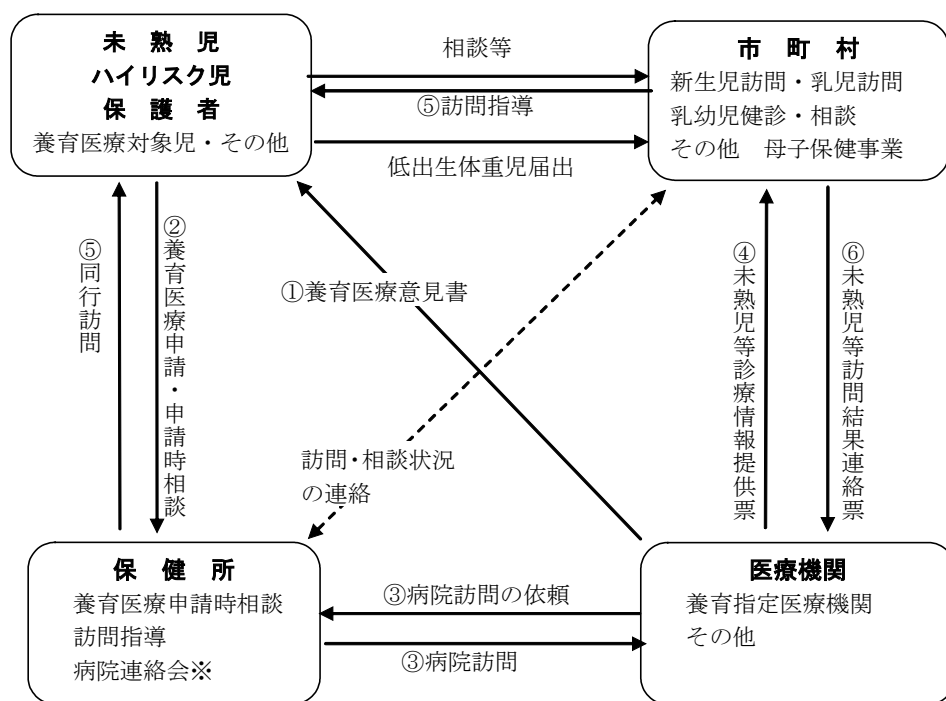 未 熟 児
ハイリスク児
保 護 者
養育医療対象児・その他
相談等
⑤訪問指導
低出生体重児届出
市 町 村
新生児訪問・乳児訪問
乳幼児健診・相談
その他 母子保健事業
⑤同行訪問
②養育医療申請・申請時相談
①養育医療意見書
訪問・相談状況
の連絡
④未熟児等診療情報提供票
⑥未熟児等訪問結果連絡票
保 健 所
養育医療申請時相談
訪問指導
病院連絡会※
③病院訪問の依頼
③病院訪問
医療機関
養育指定医療機関
その他